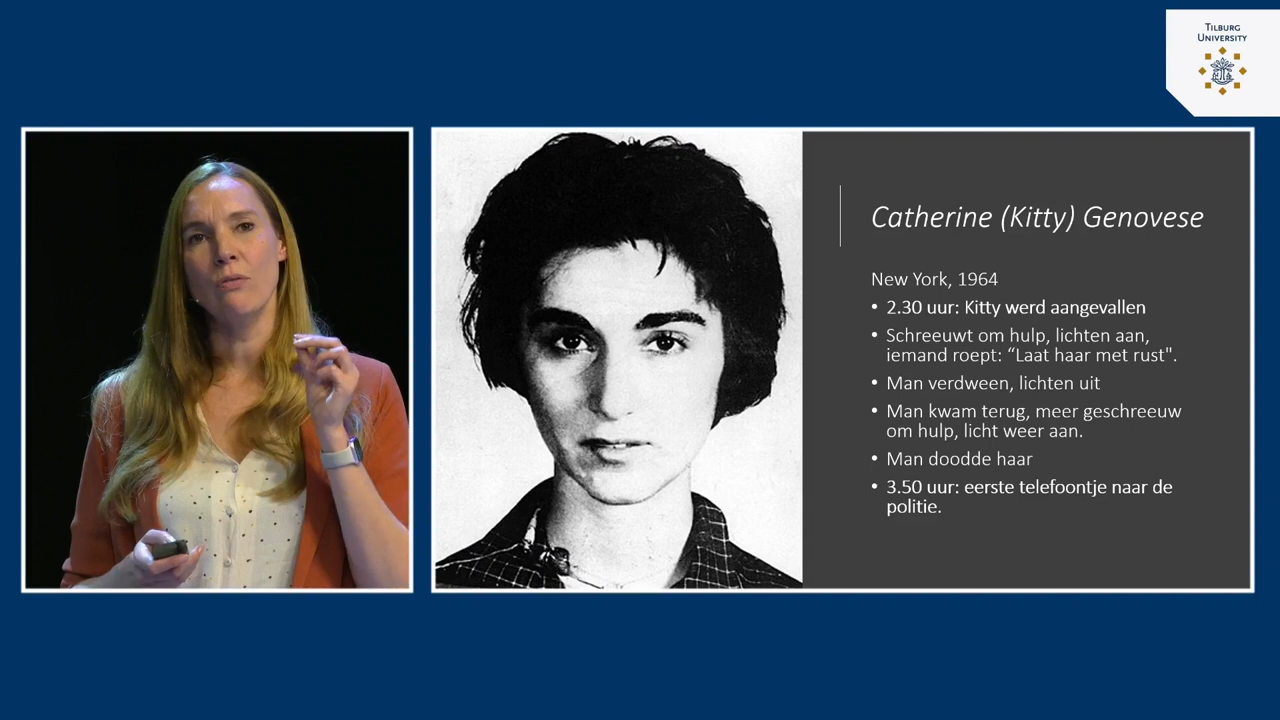 TILBURG
UNIVERSITY
Catherine (Kitty) Genovese
New York, 1964
• 2.30 uur: Kitty werd aangevallen
• Schreeuwt om hulp, lichten aan,
iemand roept: “Laat haar met rust".
• Man verdween, lichten uit
• Man kwam terug, meer geschreeuw
om hulp, licht weer aan.
• Man doodde haar
• 3.50 uur: eerste telefoontje naar de
politie.